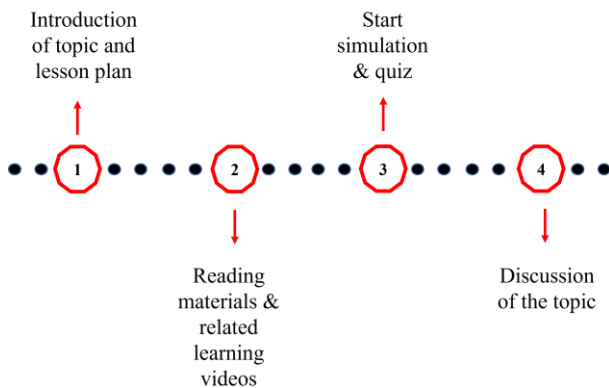 Introduction
of topic and
lesson plan
Start
simulation
& quiz
1
2
3
4
Reading
materials &
related
learning
videos
Discussion
of the topic